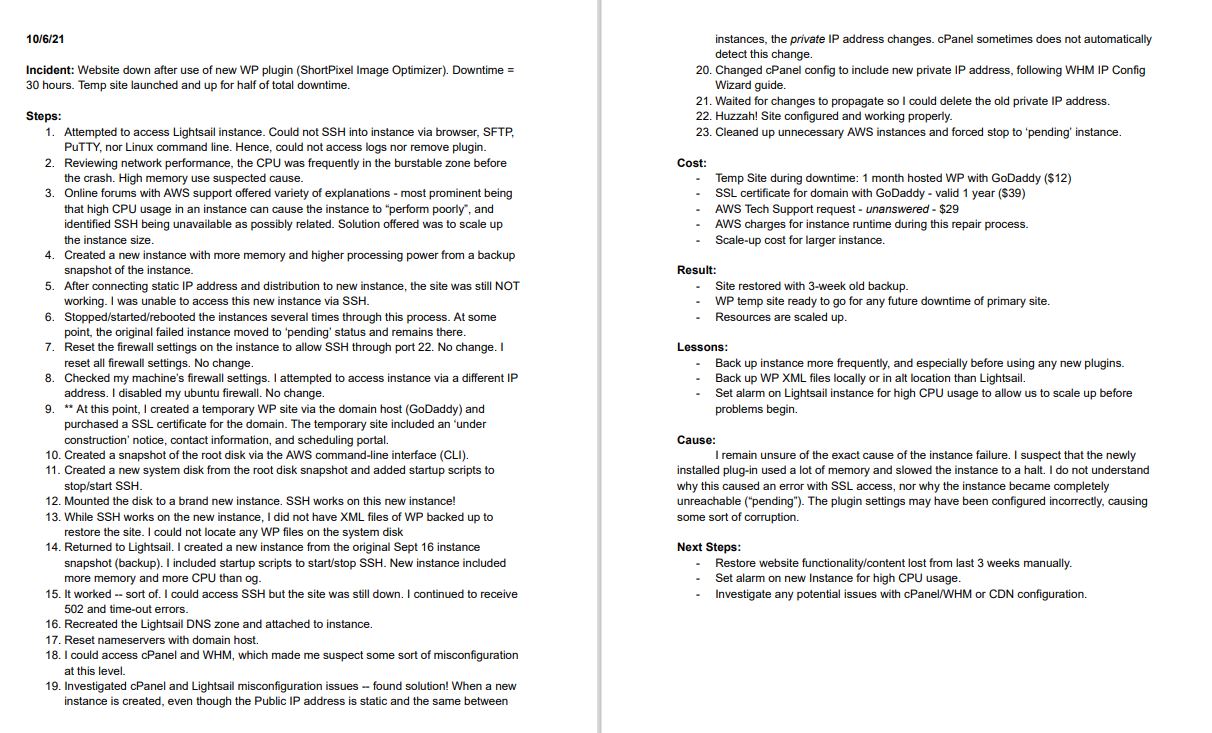 10/6/21
Incident: Website down after use of new WP plugin (ShortPixel Image Optimizer). Downtime =
30 hours. Temp site launched and up for half of total downtime.
Steps:
1. Attempted to access Lightsail instance. Could not SSH into instance via browser, SFTP,
PuTTY, nor Linux command line. Hence, could not access logs nor remove plugin.
2. Reviewing network performance, the CPU was frequently in the burstable zone before
the crash. High memory use suspected cause.
3. Online forums with AWS support offered variety of explanations - most prominent being
that high CPU usage in an instance can cause the instance to “perform poorly”, and
identified SSH being unavailable as possibly related. Solution offered was to scale up
the instance size.
4. Created a new instance with more memory and higher processing power from a backup
snapshot of the instance.
5. After connecting static IP address and distribution to new instance, the site was still NOT
working. I was unable to access this new instance via SSH.
6. Stopped/started/rebooted the instances several times through this process. At some
point, the original failed instance moved to ‘pending’ status and remains there.
7. Reset the firewall settings on the instance to allow SSH through port 22. No change. I
reset all firewall settings. No change.
8. Checked my machine’s firewall settings. I attempted to access instance via a different IP
address. I disabled my ubuntu firewall. No change.
9. ** At this point, I created a temporary WP site via the domain host (GoDaddy) and
purchased a SSL certificate for the domain. The temporary site included an ‘under
construction’ notice, contact information, and scheduling portal.
10. Created a snapshot of the root disk via the AWS command-line interface (CLI).
11. Created a new system disk from the root disk snapshot and added startup scripts to
stop/start SSH.
12. Mounted the disk to a brand new instance. SSH works on this new instance!
13. While SSH works on the new instance, I did not have XML files of WP backed up to
restore the site. I could not locate any WP files on the system disk
14. Returned to Lightsail. I created a new instance from the original Sept 16 instance
snapshot (backup). I included startup scripts to start/stop SSH. New instance included
more memory and more CPU than og.
15. It worked -- sort of. I could access SSH but the site was still down. I continued to receive
502 and time-out errors.
16. Recreated the Lightsail DNS zone and attached to instance.
17. Reset nameservers with domain host.
18. I could access cPanel and WHM, which made me suspect some sort of misconfiguration
at this level.
19. Investigated cPanel and Lightsail misconfiguration issues -- found solution! When a new
instance is created, even though the Public IP address is static and the same between
instances, the private IP address changes. cPanel sometimes does not automatically
detect this change.
20. Changed cPanel config to include new private IP address, following WHM IP Config
Wizard guide.
21. Waited for changes to propagate so I could delete the old private IP address.
22. Huzzah! Site configured and working properly.
23. Cleaned up unnecessary AWS instances and forced stop to ‘pending’ instance.
Cost:
- Temp Site during downtime: 1 month hosted WP with GoDaddy ($12)
- SSL certificate for domain with GoDaddy - valid 1 year ($39)
- AWS Tech Support request - unanswered - $29
- AWS charges for instance runtime during this repair process.
- Scale-up cost for larger instance.
Result:
- Site restored with 3-week old backup.
- WP temp site ready to go for any future downtime of primary site.
- Resources are scaled up.
Lessons:
- Back up instance more frequently, and especially before using any new plugins.
- Back up WP XML files locally or in alt location than Lightsail.
- Set alarm on Lightsail instance for high CPU usage to allow us to scale up before
problems begin.
Cause:
I remain unsure of the exact cause of the instance failure. I suspect that the newly
installed plug-in used a lot of memory and slowed the instance to a halt. I do not understand
why this caused an error with SSL access, nor why the instance became completely
unreachable (“pending”). The plugin settings may have been configured incorrectly, causing
some sort of corruption.
Next Steps:
- Restore website functionality/content lost from last 3 weeks manually.
- Set alarm on new Instance for high CPU usage.
- Investigate any potential issues with cPanel/WHM or CDN configuration.